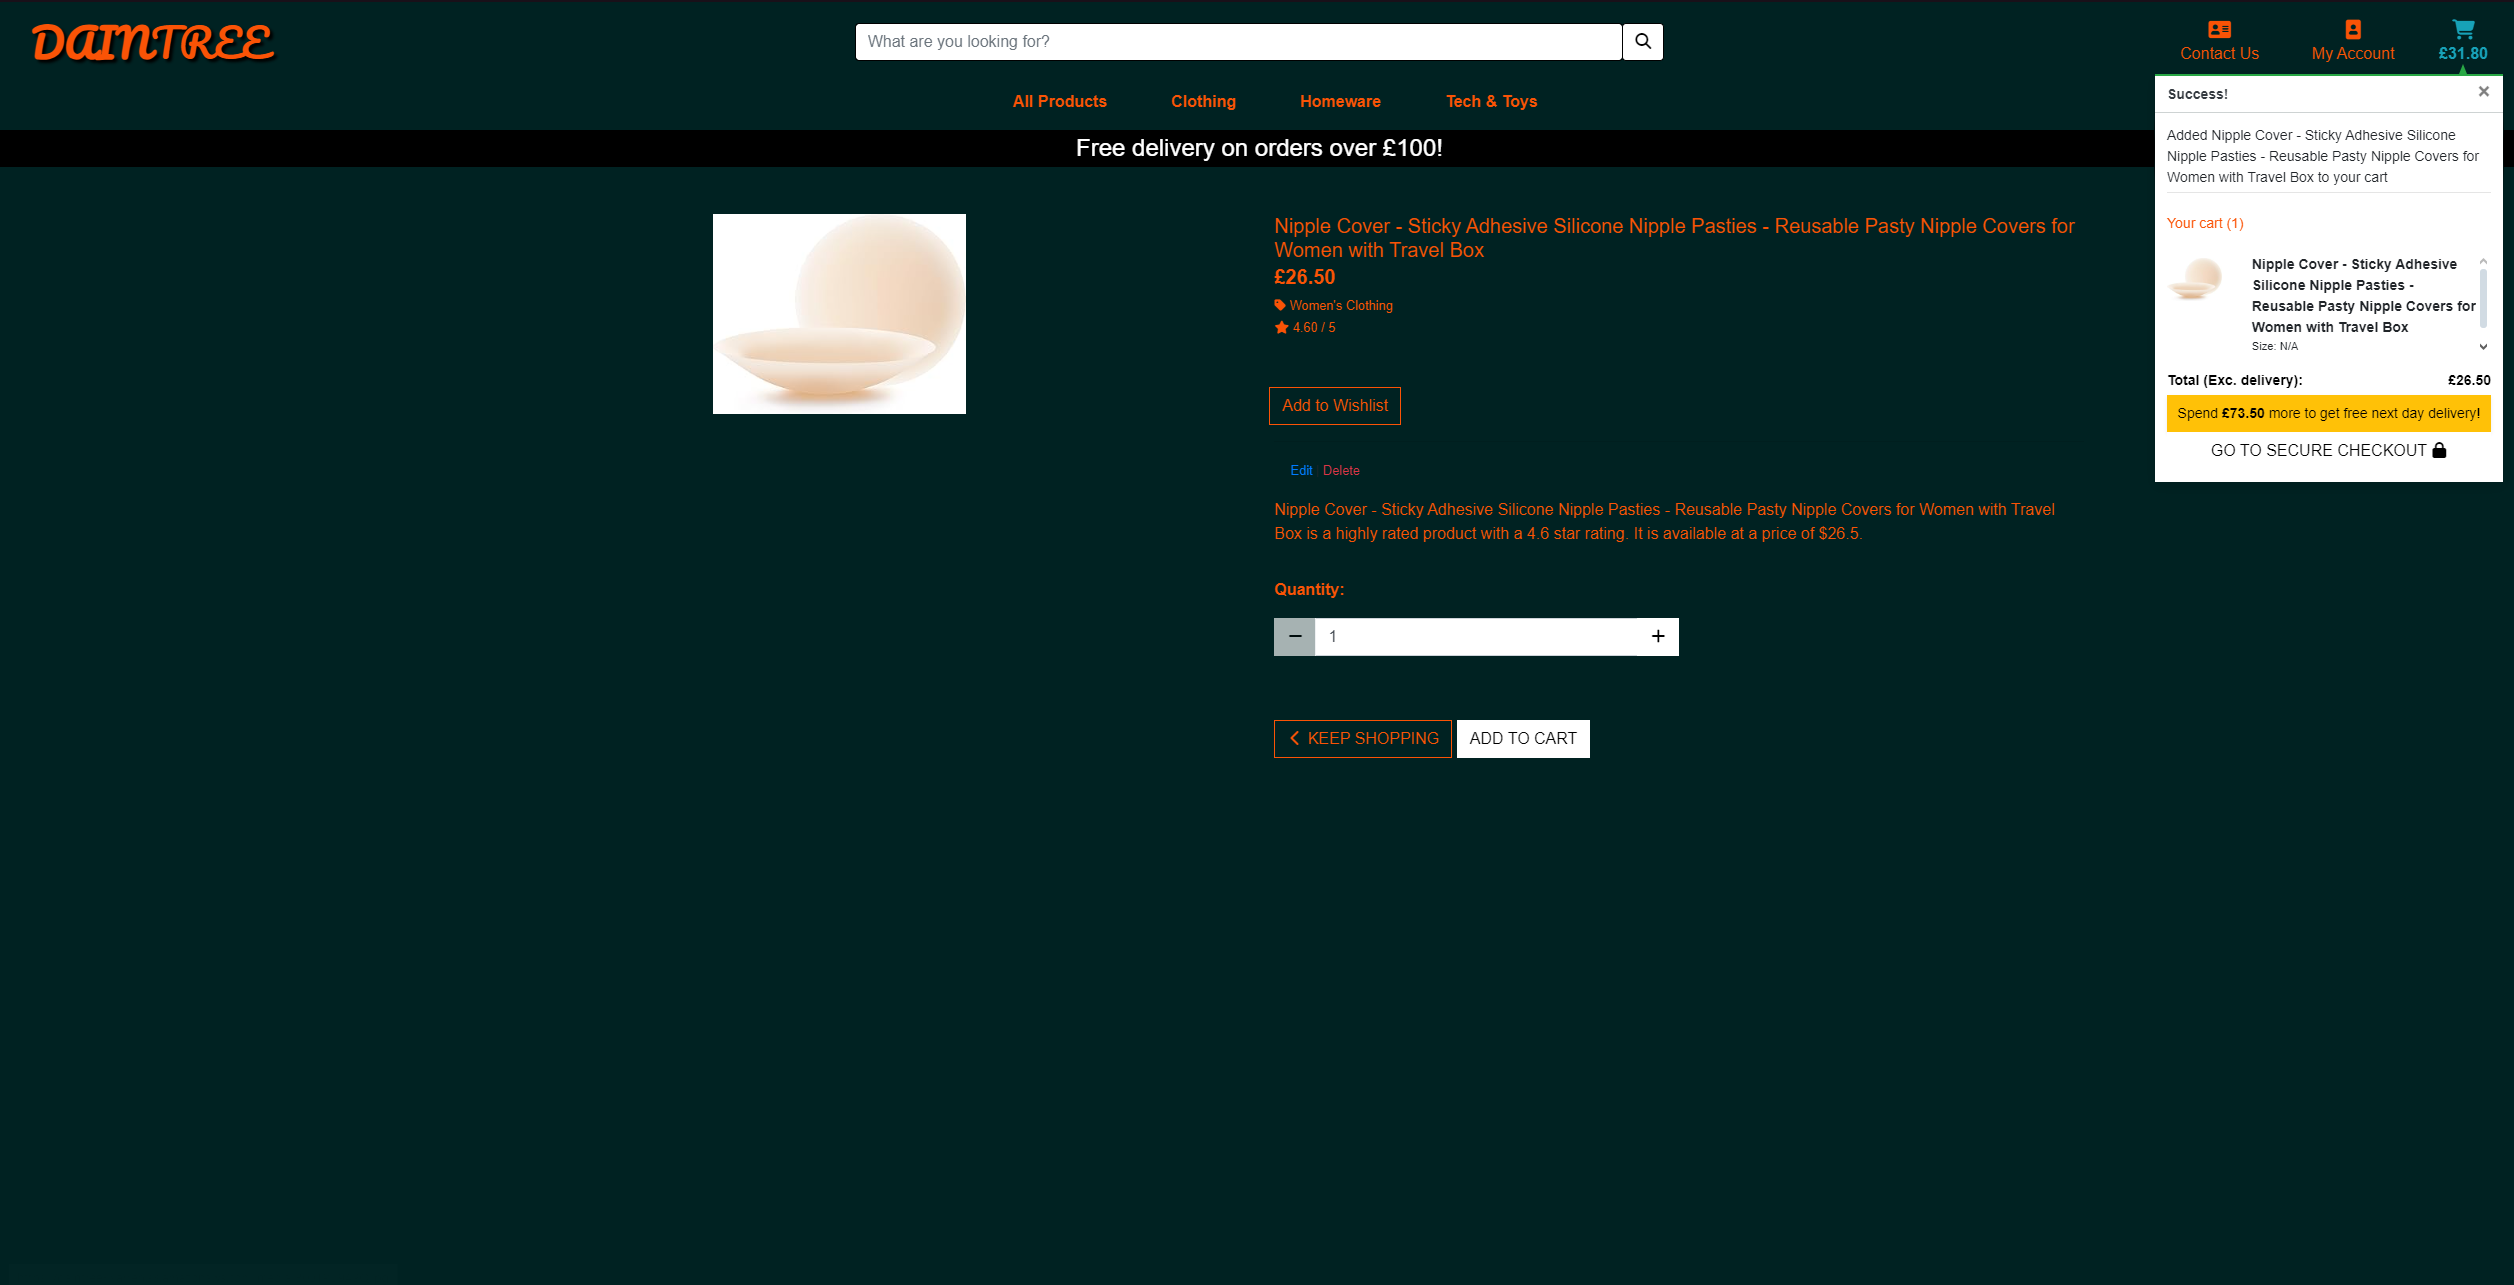 DAINTREE
What are you looking for?
Contact Us
My Account
£31.80
All Products
Clothing
Homeware
Tech & Toys
Free delivery on orders over £100!
Nipple Cover - Sticky Adhesive Silicone Nipple Pasties - Reusable Pasty Nipple Covers for
Women with Travel Box
£26.50
Women's Clothing
4.60 / 5
Add to Wishlist
Edit Delete
Nipple Cover - Sticky Adhesive Silicone Nipple Pasties - Reusable Pasty Nipple Covers for Women with Travel
Box is a highly rated product with a 4.6 star rating. It is available at a price of $26.5.
Quantity:
1
KEEP SHOPPING
ADD TO CART
Success!
Added Nipple Cover - Sticky Adhesive Silicone
Nipple Pasties - Reusable Pasty Nipple Covers for
Women with Travel Box to your cart
Your cart (1)
Nipple Cover - Sticky Adhesive
Silicone Nipple Pasties -
Reusable Pasty Nipple Covers for
Women with Travel Box
Size: N/A
Total (Exc. delivery): £26.50
Spend £73.50 more to get free next day delivery!
GO TO SECURE CHECKOUT